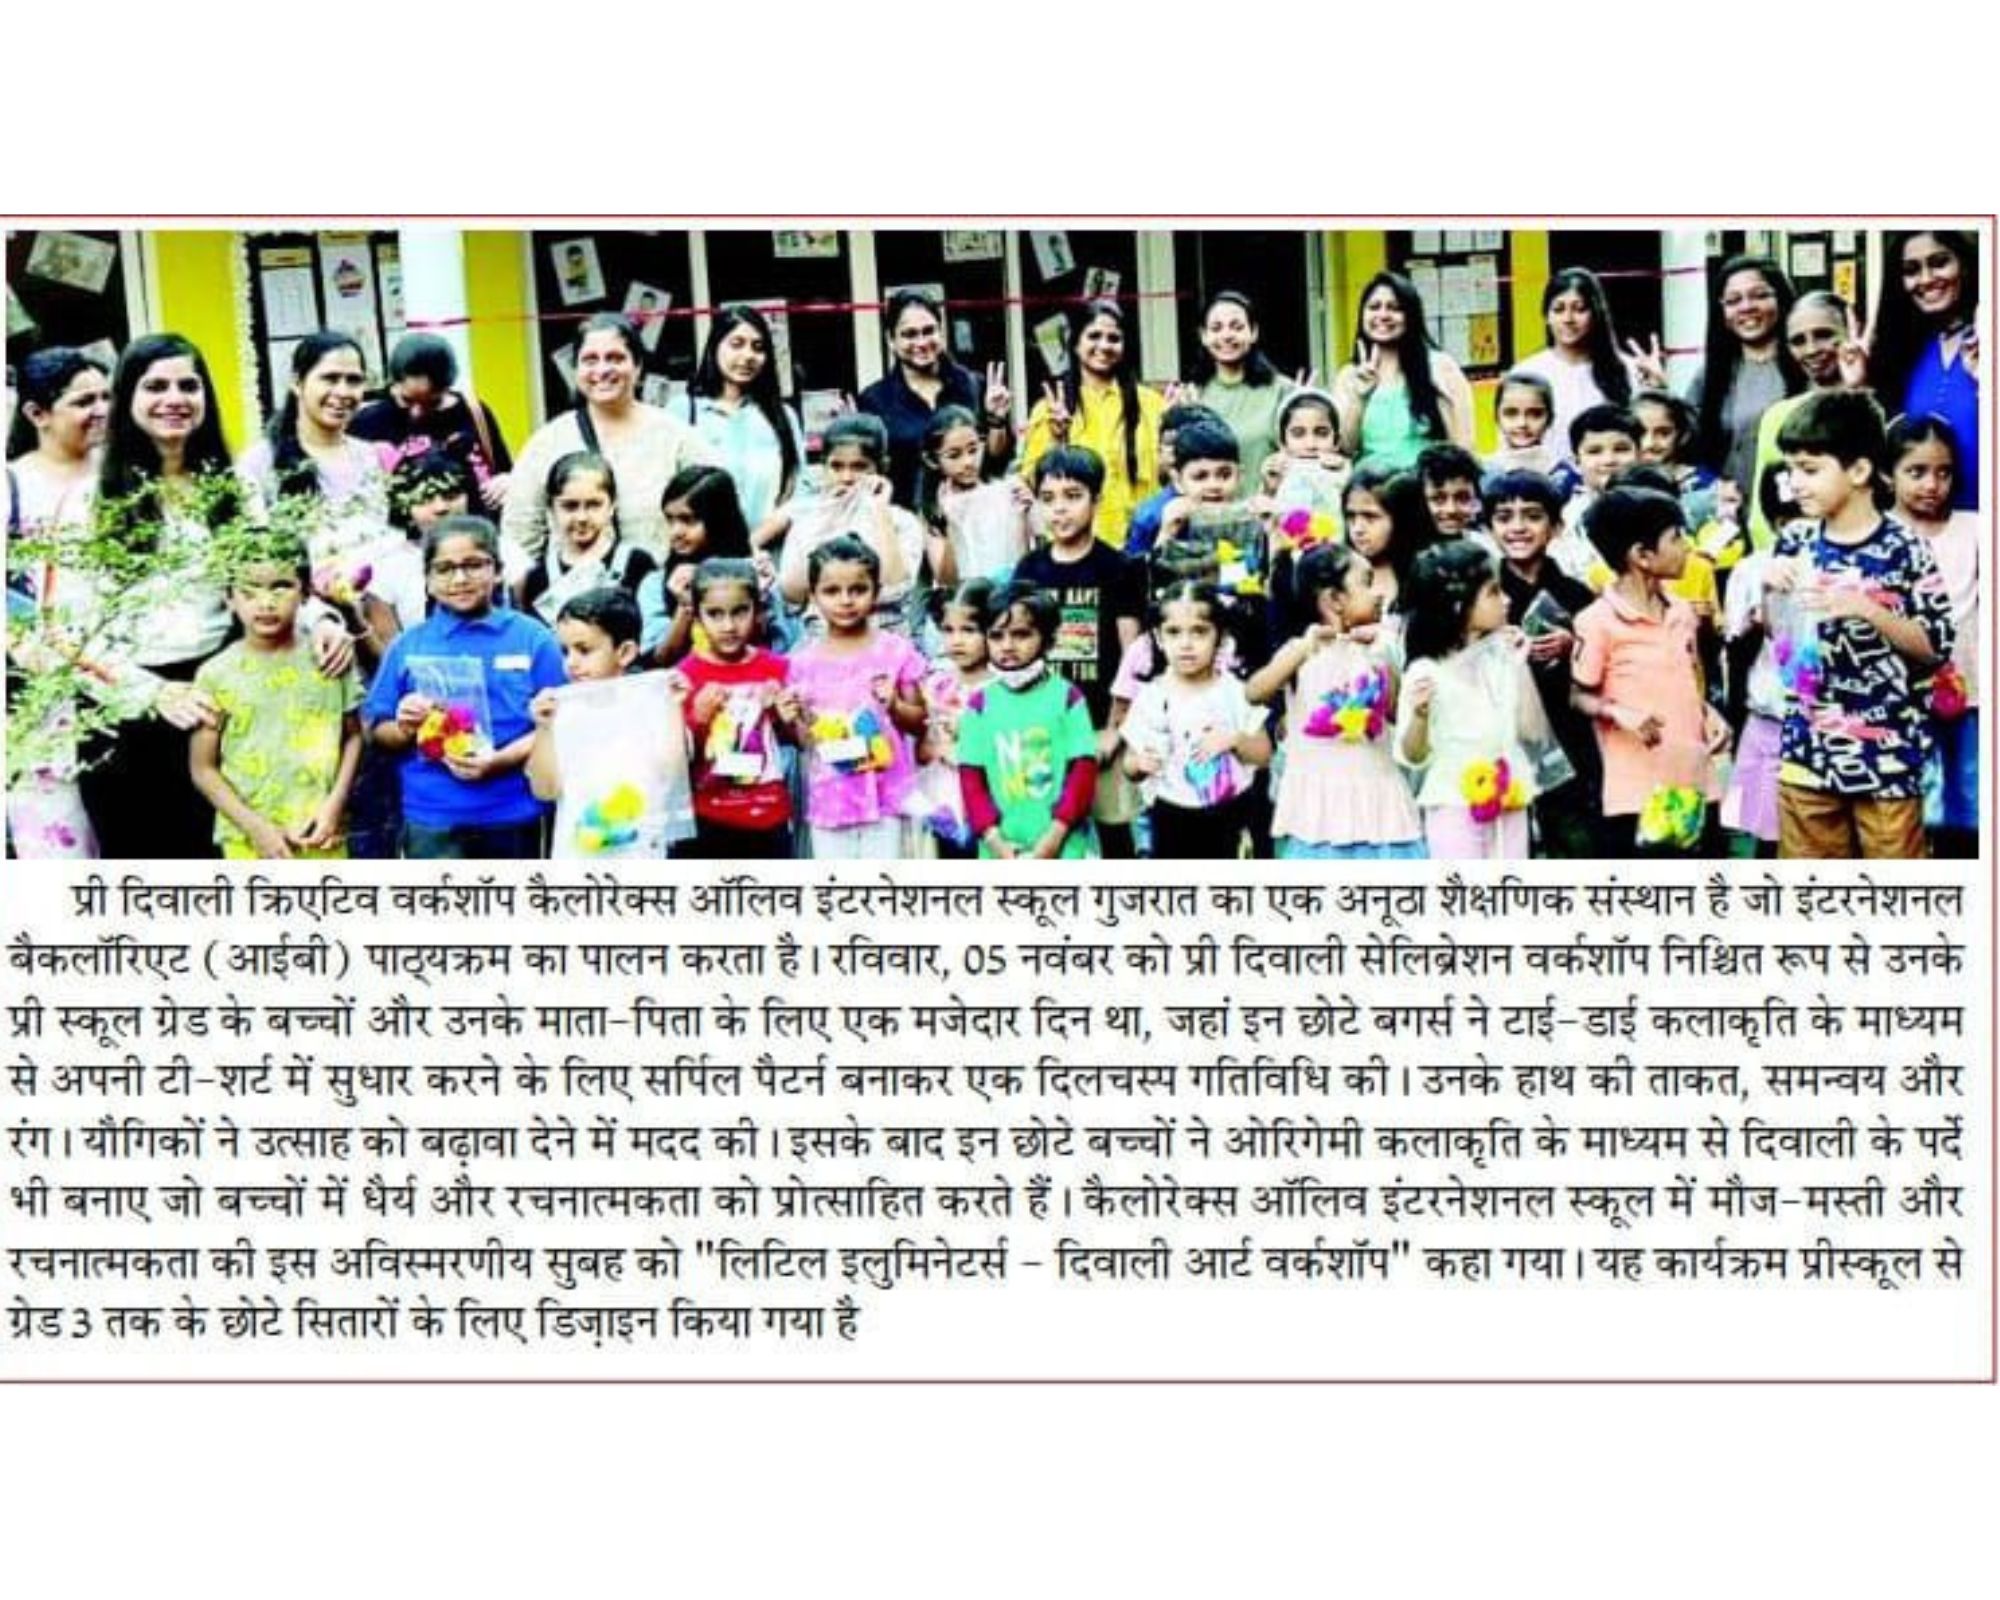 प्री दिवाली क्रिएटिव वर्कशॉप कैलोरेक्स ऑलिव इंटरनेशनल स्कूल गुजरात का एक अनूठा शैक्षणिक संस्थान है जो इंटरनेशनल
बैकलॉरिएट ( आईबी ) पाठ्यक्रम का पालन करता है। रविवार, 05 नवंबर को प्री दिवाली सेलिब्रेशन वर्कशॉप निश्चित रूप से उनके
प्री स्कूल ग्रेड के बच्चों और उनके माता-पिता के लिए एक मजेदार दिन था, जहां इन छोटे बगर्स ने टाई-डाई कलाकृति के माध्यम
से अपनी टी-शर्ट में सुधार करने के लिए सर्पिल पैटर्न बनाकर एक दिलचस्प गतिविधि की। उनके हाथ की ताकत, समन्वय और
रंग। यौगिकों ने उत्साह को बढ़ावा देने में मदद की। इसके बाद इन छोटे बच्चों ने ओरिगेमी कलाकृति के माध्यम से दिवाली के पर्दे
भी बनाए जो बच्चों में धैर्य और रचनात्मकता को प्रोत्साहित करते हैं। कैलोरेक्स ऑलिव इंटरनेशनल स्कूल में मौज-मस्ती और
रचनात्मकता की इस अविस्मरणीय सुबह को "लिटिल इलुमिनेटर्स - दिवाली आर्ट वर्कशॉप" कहा गया। यह कार्यक्रम प्रीस्कूल से
ग्रेड 3 तक के छोटे सितारों के लिए डिज़ाइन किया गया है